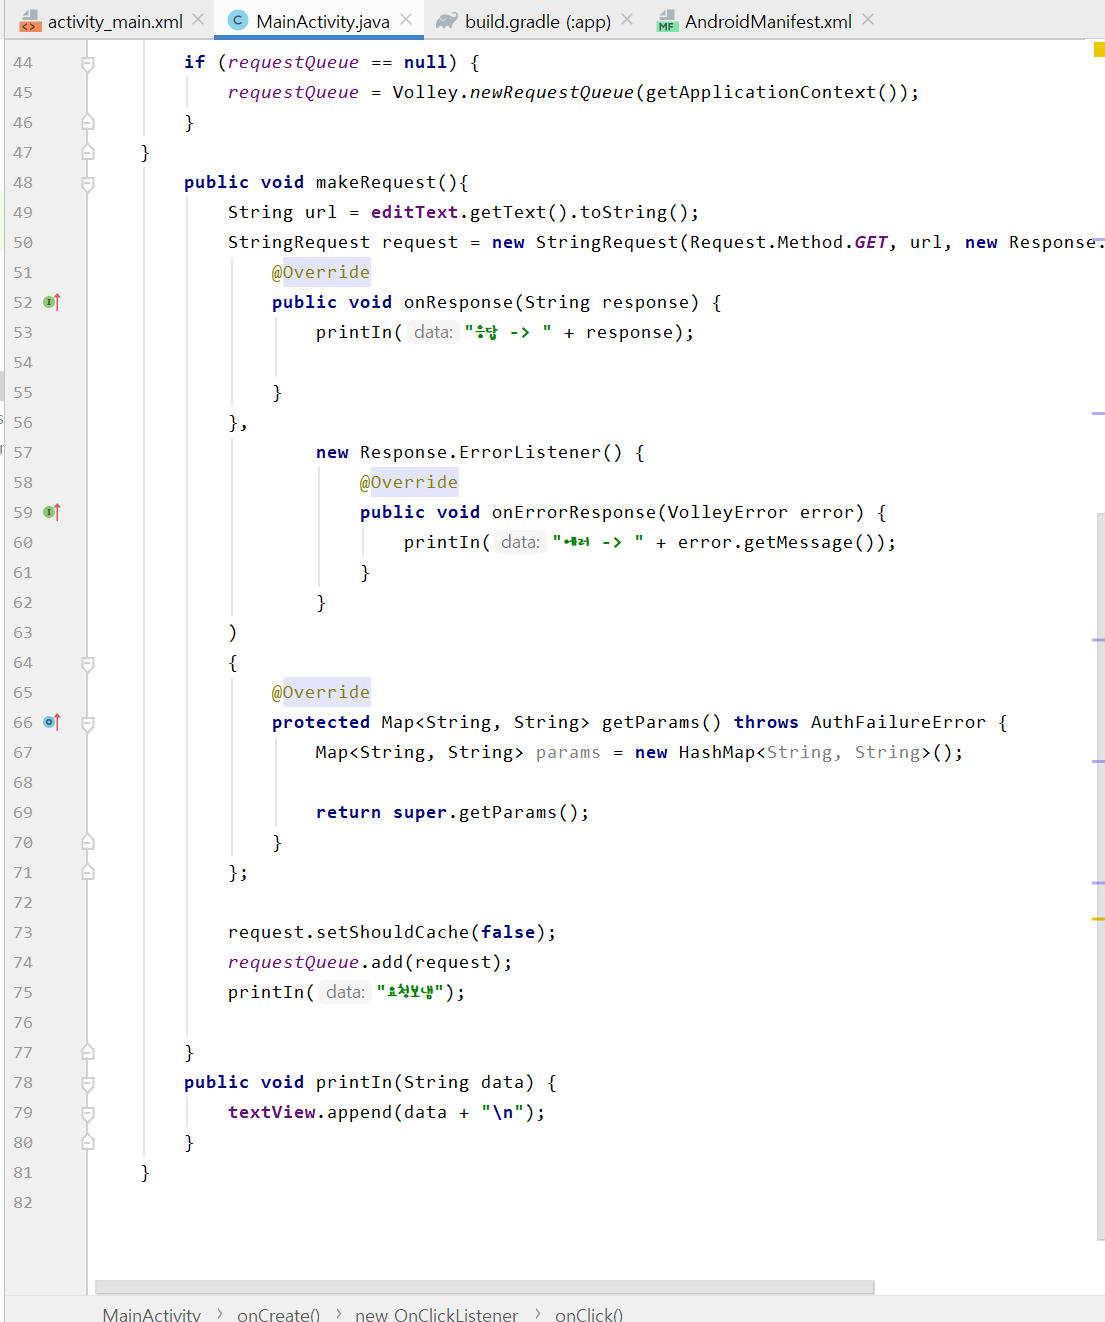 activity_main.xml MainActivity.java build.gradle (:app) AndroidManifest.xml
44 if (requestQueue == null) {
45 requestQueue = Volley.newRequestQueue(getApplicationContext());
46 }
47 }
48 public void makeRequest(){
49 String url = editText.getText().toString();
50 StringRequest request = new StringRequest(Request.Method.GET, url, new Response.
51 @Override
52 public void onResponse(String response) {
53 printIn( data: "응답 -> " + response);
54
55 }
56 },
57 new Response.ErrorListener() {
58 @Override
59 public void onErrorResponse(VolleyError error) {
60 printIn( data: "에러 -> " + error.getMessage());
61 }
62 }
63 )
64 {
65 @Override
66 protected Map<String, String> getParams() throws AuthFailureError {
67 Map<String, String> params = new HashMap<String, String>();
68
69 return super.getParams();
70 }
71 };
72
73 request.setShouldCache(false);
74 requestQueue.add(request);
75 printIn( data: "요청보냄");
76
77 }
78 public void printIn(String data) {
79 textView.append(data + "\n");
80 }
81 }
82
MainActivity › onCreate() › new OnClickListener › onClick()